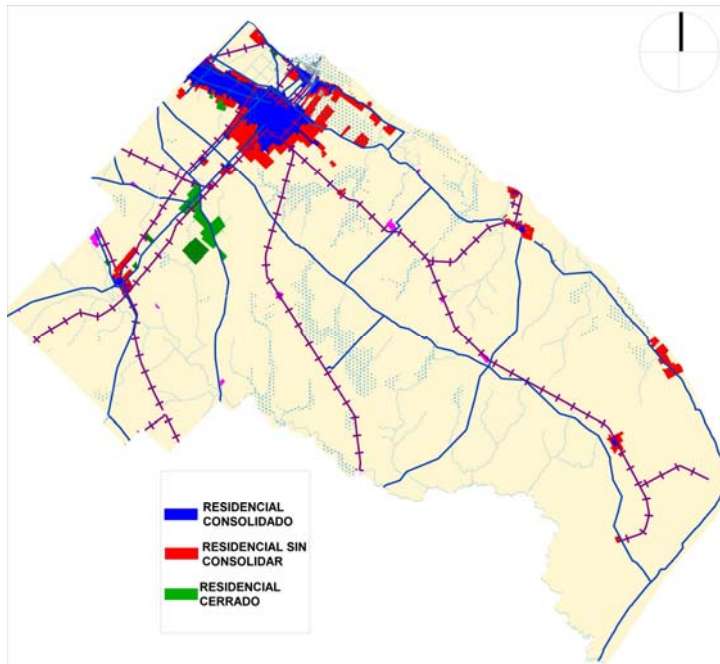 RESIDENCIAL
CONSOLIDADO
RESIDENCIAL SIN
CONSOLIDAR
RESIDENCIAL
CERRADO